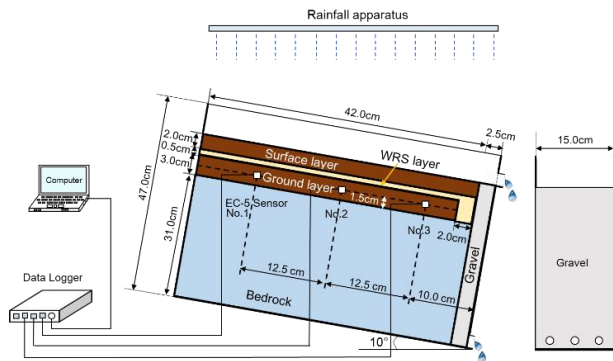 Rainfall apparatus
42.0cm
2.5cm
15.0cm
2.0cm
0.5cm
3.0cm
47.0cm
31.0cm
Surface layer
WRS layer
Ground layer
Computer
EC-5 Sensor
No.1
No.2
1.5cm
No.3
2.0cm
Gravel
Gravel
12.5 cm
12.5 cm
10.0 cm
Data Logger
Bedrock
10°